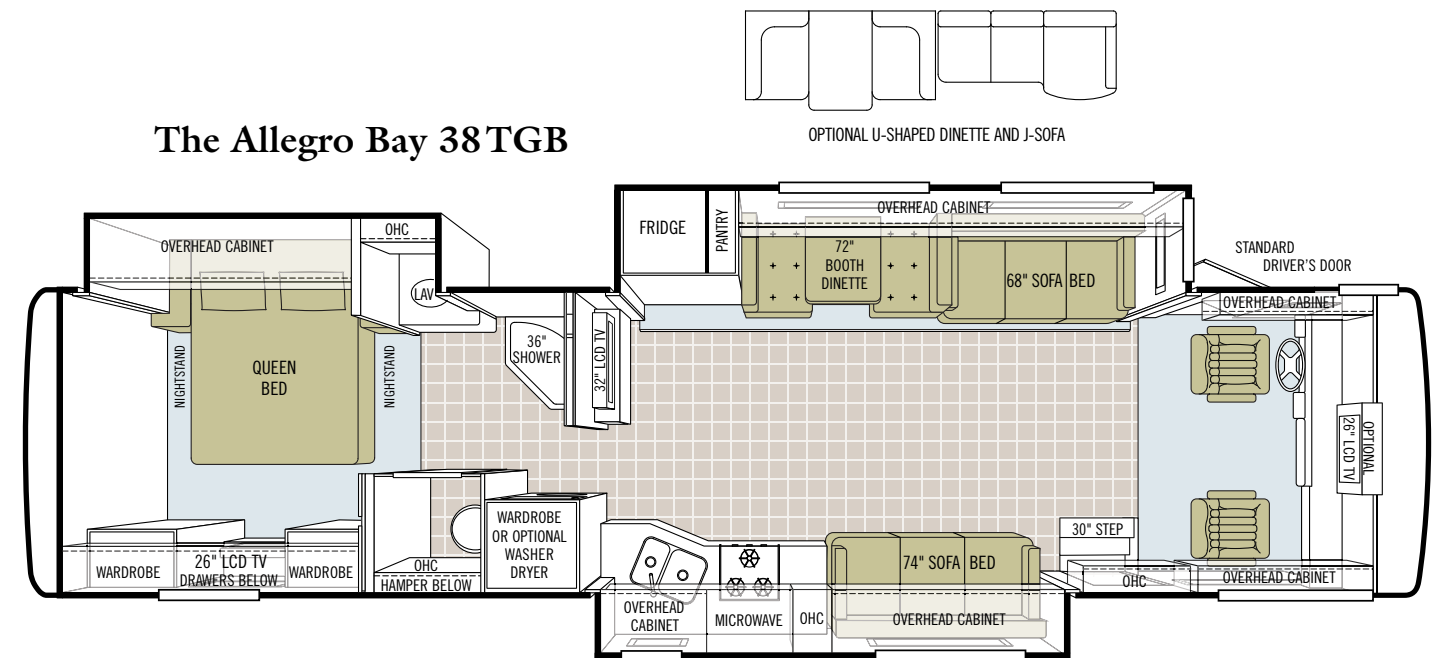 The Allegro Bay 38 TGB
OPTIONAL U-SHAPED DINETTE AND J-SOFA
OVERHEAD CABINET
OHC
LAV
QUEEN
BED
NIGHTSTAND
NIGHTSTAND
36"
SHOWER
32" LCD TV
FRIDGE
PANTRY
OVERHEAD CABINET
72"
BOOTH
DINETTE
68" SOFA BED
STANDARD
DRIVER'S DOOR
OVERHEAD CABINET
OPTIONAL
26" LCD TV
WARDROBE
26" LCD TV
DRAWERS BELOW
WARDROBE
OHC
HAMPER BELOW
WARDROBE
OR OPTIONAL
WASHER
DRYER
OVERHEAD
CABINET
MICROWAVE
OHC
74" SOFA BED
OVERHEAD CABINET
30" STEP
OHC
OVERHEAD CABINET